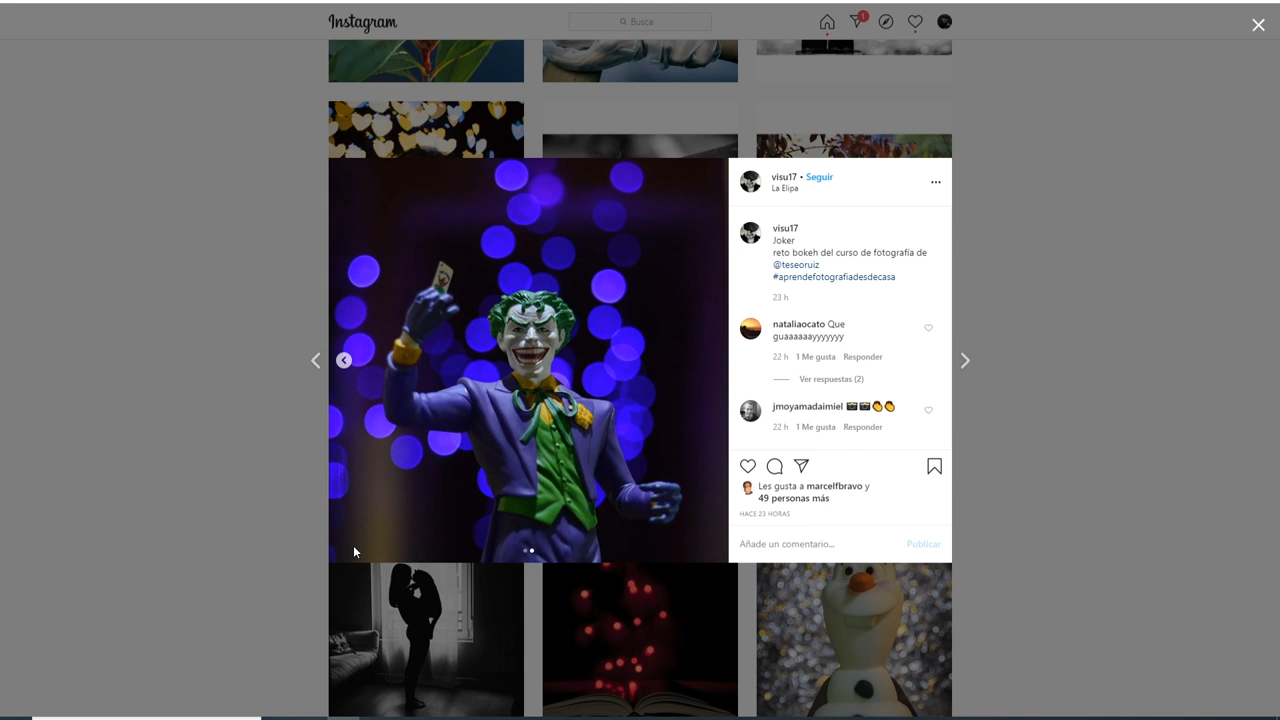 Instagram
Busca
1
visu17 • Seguir
La Elipa
visu17
Joker
reto bokeh del curso de fotografía de
@teseoruiz
#aprendefotografiadesdecasa
23 h
nataliaocato Que
guaaaaaayyyyyyy
22 h 1 Me gusta Responder
Ver respuestas (2)
jmoyamadaimiel 📷📷👏👏
22 h 1 Me gusta Responder
Les gusta a marcelfbravo y
49 personas más
HACE 23 HORAS
Añade un comentario... Publicar